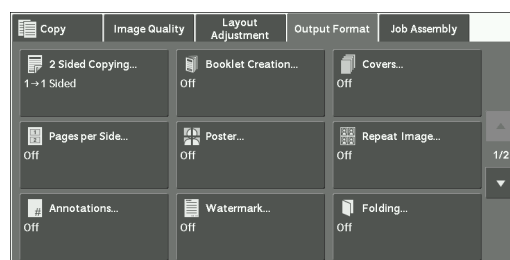 Copy
Image Quality
Layout
Adjustment
Output Format
Job Assembly
2 Sided Copying...
1→1 Sided
Booklet Creation...
Off
Covers...
Off
Pages per Side...
Off
Poster...
Off
Repeat Image...
Off
1/2
Annotations...
Off
Watermark...
Off
Folding...
Off